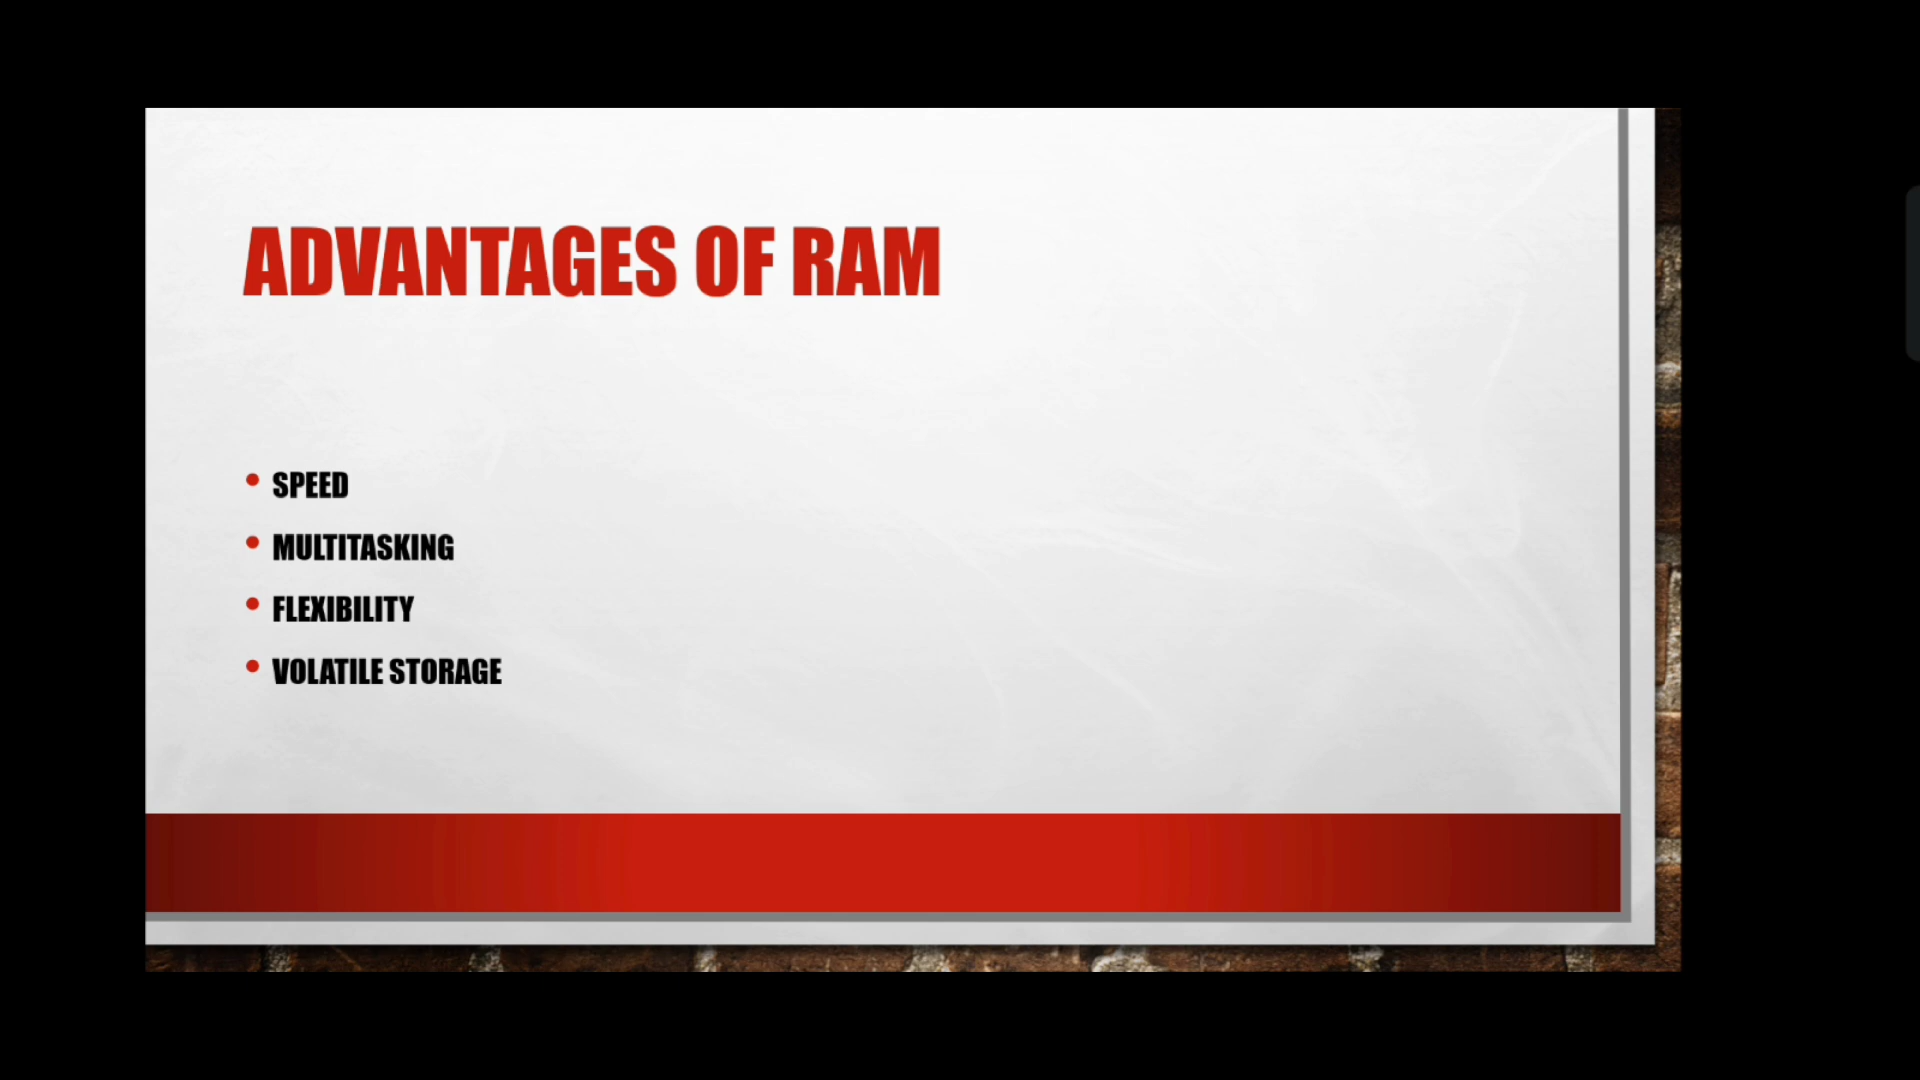 ADVANTAGES OF RAM
• SPEED
• MULTITASKING
• FLEXIBILITY
• VOLATILE STORAGE